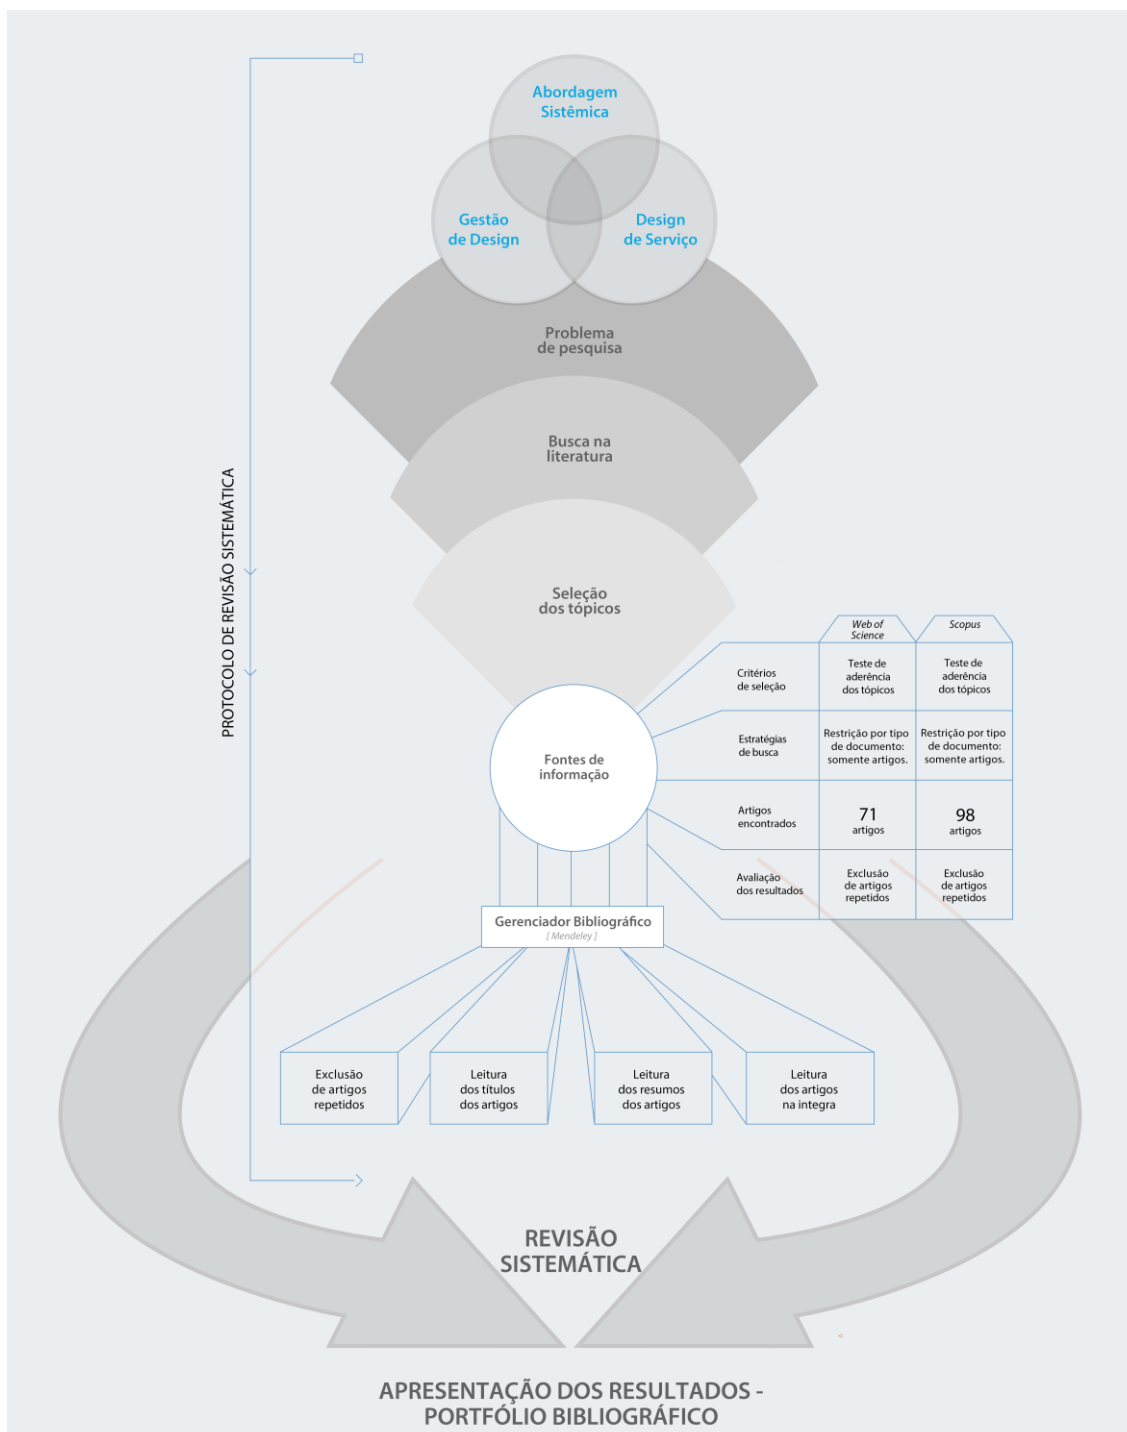 Abordagem
Sistêmica
Gestão
de Design
Design
de Serviço
Problema
de pesquisa
Busca na
literatura
Seleção
dos tópicos
PROTOCOLO DE REVISÃO SISTEMÁTICA
Fontes de
informação
Web of
Science
Scopus
Critérios
de seleção
Teste de
aderência
dos tópicos
Teste de
aderência
dos tópicos
Estratégias
de busca
Restrição por tipo
de documento:
somente artigos.
Restrição por tipo
de documento:
somente artigos.
Artigos
encontrados
71
artigos
98
artigos
Avaliação
dos resultados
Exclusão
de artigos
repetidos
Exclusão
de artigos
repetidos
Gerenciador Bibliográfico
[ Mendeley ]
Exclusão
de artigos
repetidos
Leitura
dos títulos
dos artigos
Leitura
dos resumos
dos artigos
Leitura
dos artigos
na integra
REVISÃO
SISTEMÁTICA
APRESENTAÇÃO DOS RESULTADOS -
PORTFÓLIO BIBLIOGRÁFICO